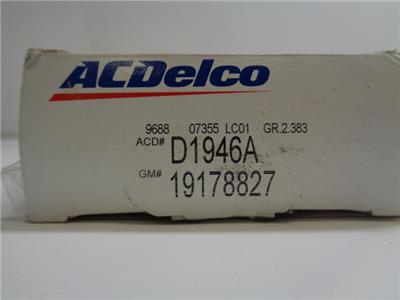 ACDelco
9688 07355 LC01 GR.2.383
ACD# D1946A
GM# 19178827